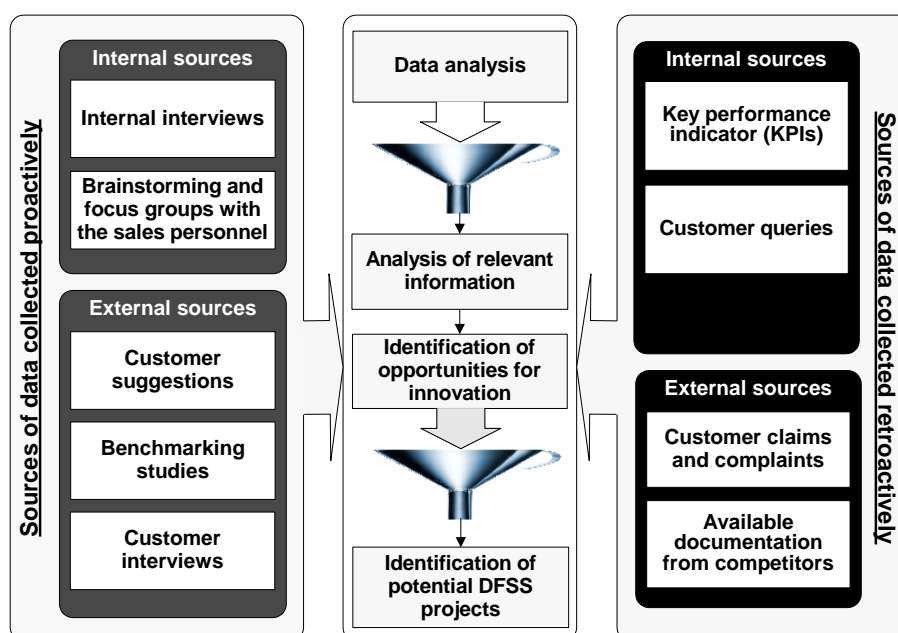 Sources of data collected proactively
Internal sources
Internal interviews
Brainstorming and
focus groups with
the sales personnel
External sources
Customer
suggestions
Benchmarking
studies
Customer
interviews
Data analysis
Analysis of relevant
information
Identification of
opportunities for
innovation
Identification of
potential DFSS
projects
Internal sources
Key performance
indicator (KPIs)
Customer queries
External sources
Customer claims
and complaints
Available
documentation
from competitors
Sources of data collected retroactively